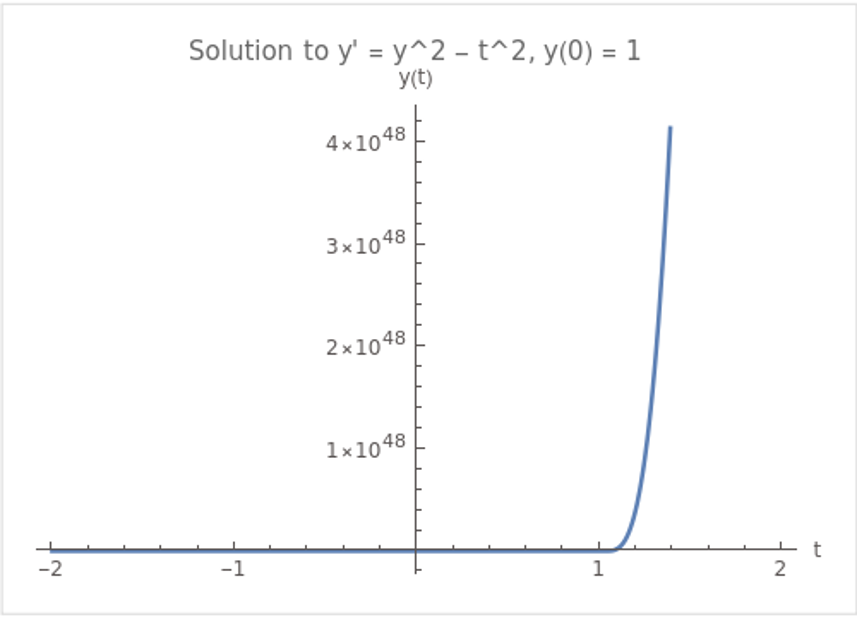 Solution to y' = y^2 – t^2, y(0) = 1
y(t)
4×10^48
3×10^48
2×10^48
1×10^48
–2 –1 1 2 t